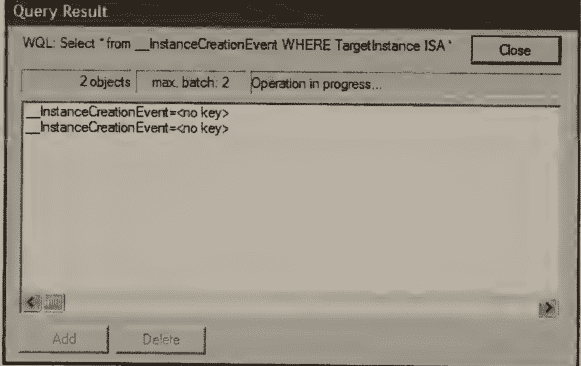 Query Result
WQL: Select * from __InstanceCreationEvent WHERE TargetInstance ISA '
Close
2 objects
max. batch: 2
Operation in progress...
__InstanceCreationEvent=<no key>
__InstanceCreationEvent=<no key>
Add
Delete